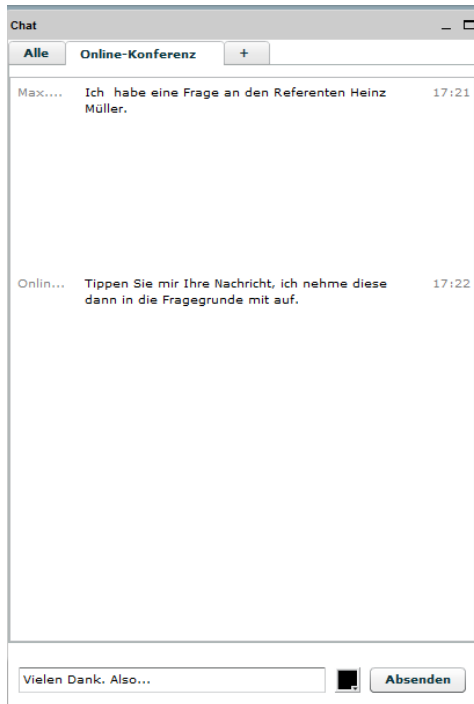 Chat
Alle Online-Konferenz +
Max.... Ich habe eine Frage an den Referenten Heinz 17:21
Müller.
Onlin... Tippen Sie mir Ihre Nachricht, ich nehme diese 17:22
dann in die Fragegrunde mit auf.
Vielen Dank. Also... Absenden